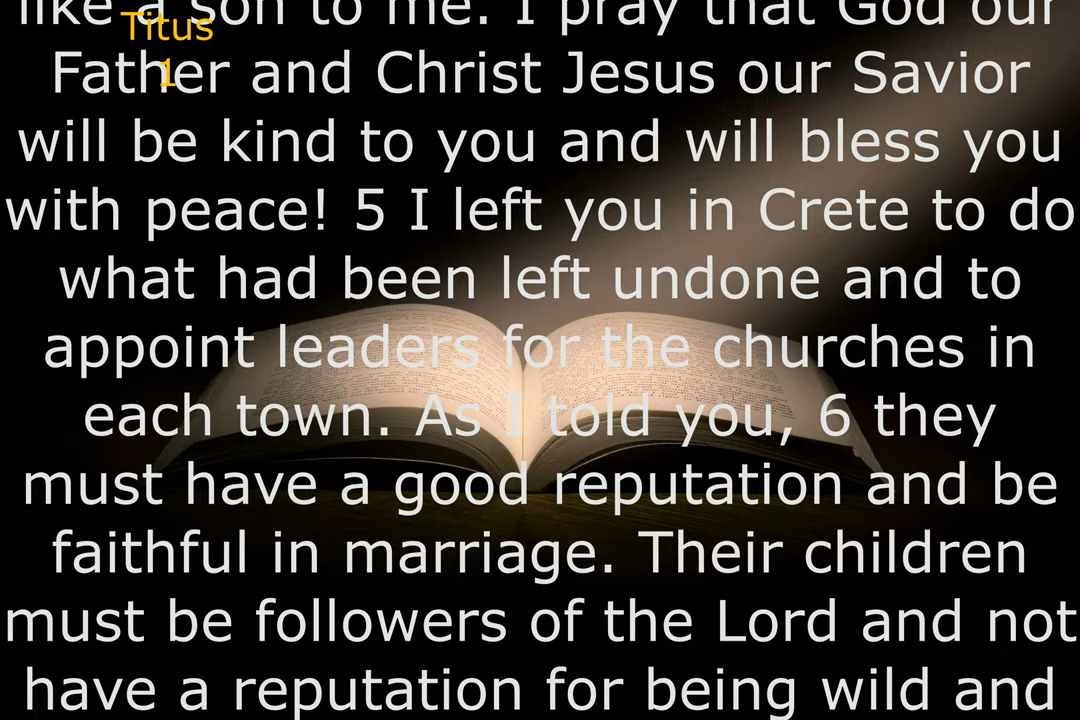 like a son to me. I pray that God our
Titus
1
Father and Christ Jesus our Savior
will be kind to you and will bless you
with peace! 5 I left you in Crete to do
what had been left undone and to
appoint leaders for the churches in
each town. As I told you, 6 they
must have a good reputation and be
faithful in marriage. Their children
must be followers of the Lord and not
have a reputation for being wild and